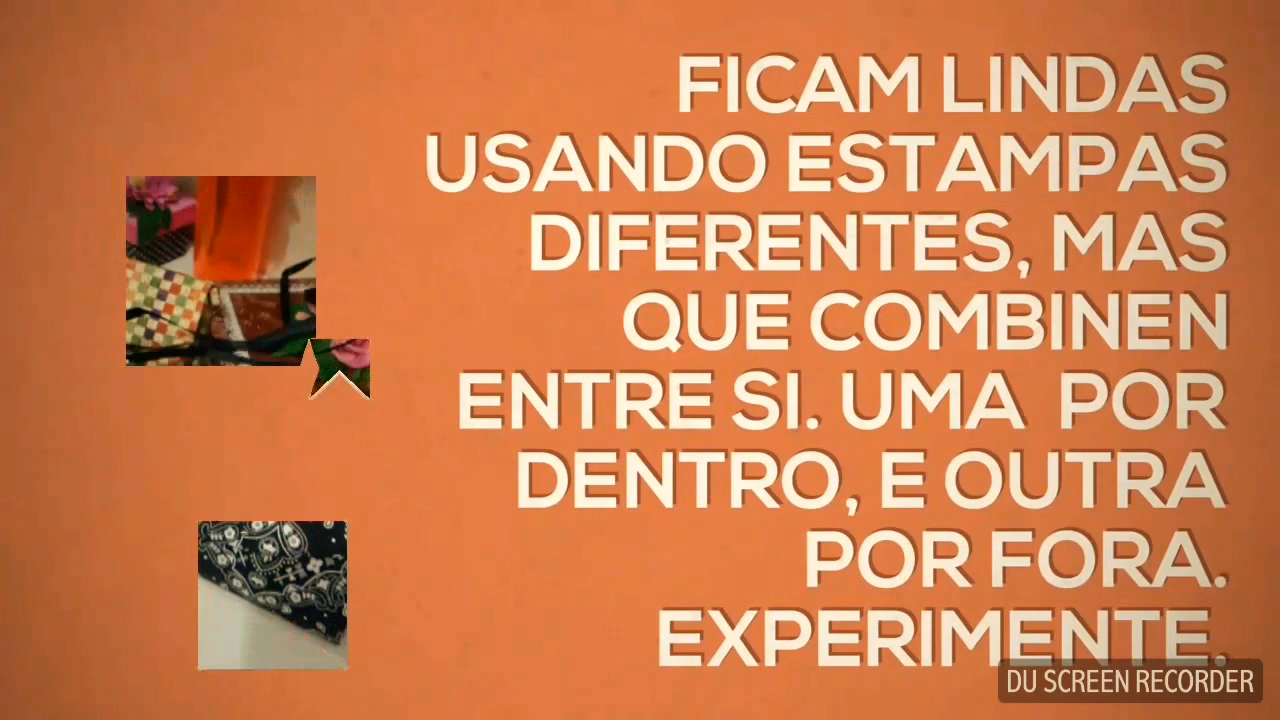 FICAM LINDAS
USANDO ESTAMPAS
DIFERENTES, MAS
QUE COMBINEN
ENTRE SI. UMA POR
DENTRO, E OUTRA
POR FORA.
EXPERIMENTE.
DU SCREEN RECORDER